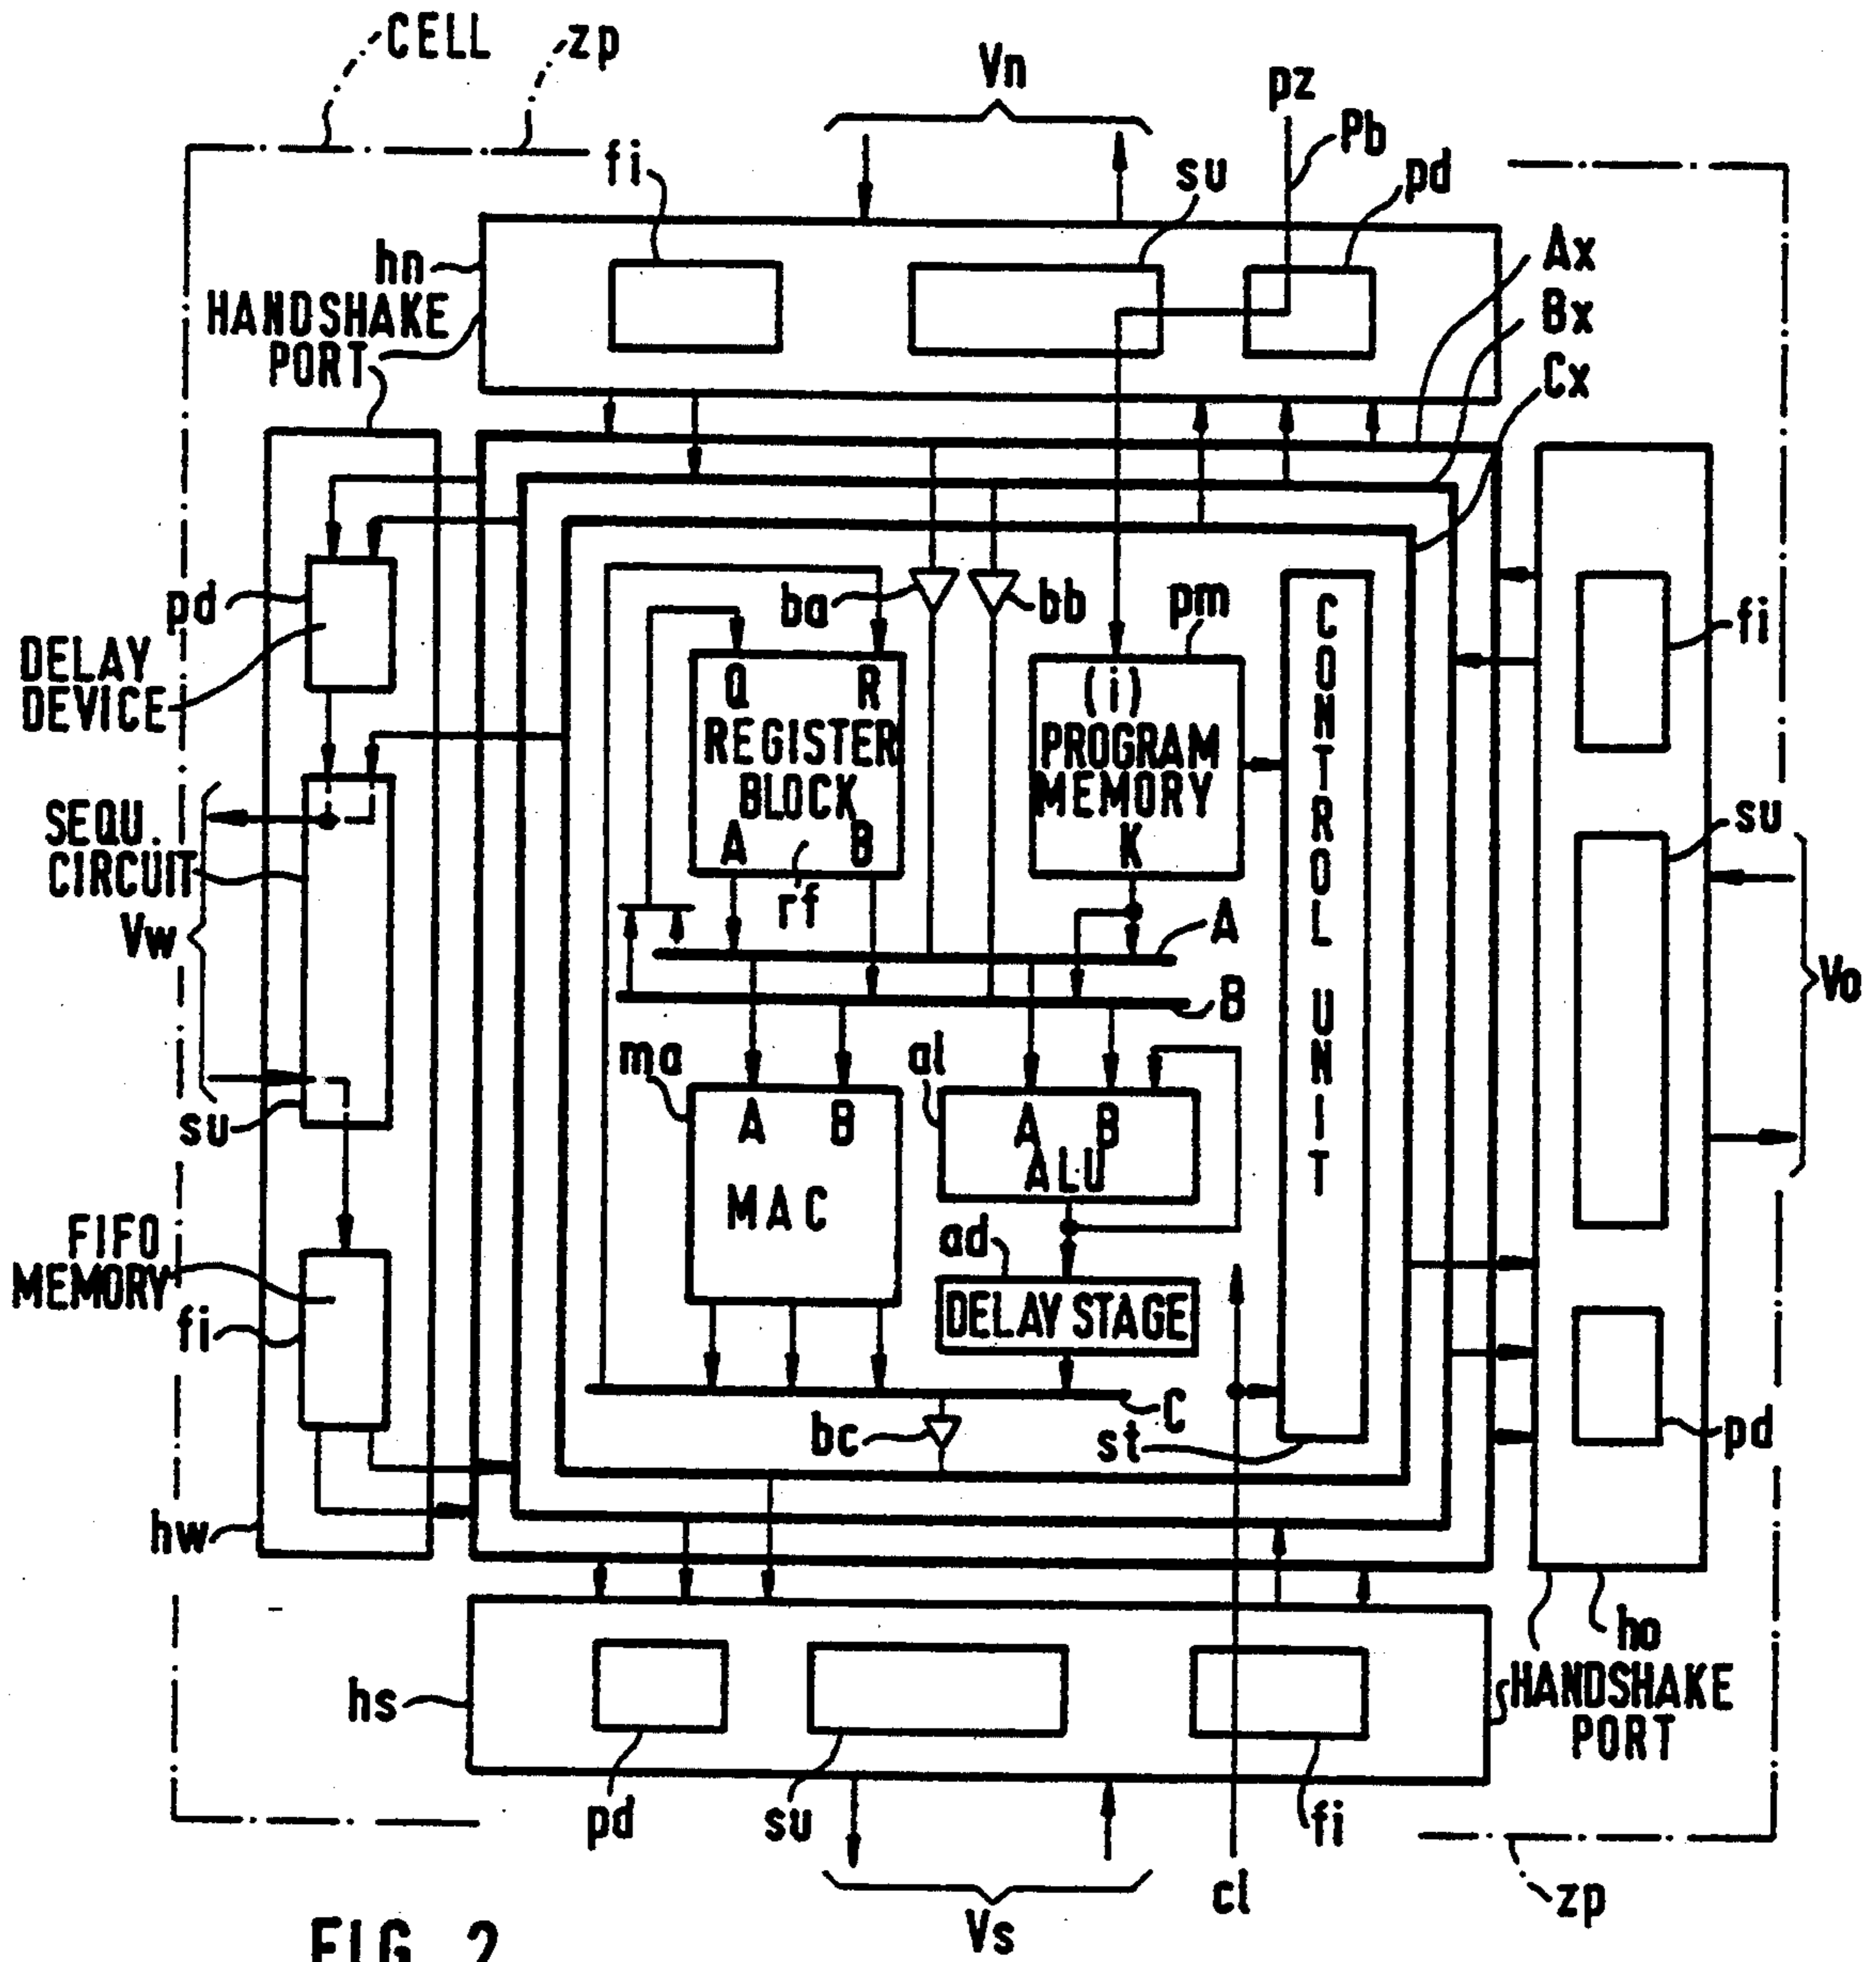 CELL
zp
Vn
pz
Pb
fi
su
pd
hn
HANDSHAKE
PORT
Ax
Bx
Cx
pd
DELAY
DEVICE
ba
bb
pm
CONTROL UNIT
fi
Q R
REGISTER
BLOCK
A B
rf
(i)
PROGRAM
MEMORY
K
SEQU.
CIRCUIT
Vw
su
su
Vo
A
B
ma
al
A B
MAC
A B
ALU
ad
DELAY STAGE
FIFO
MEMORY
fi
C
bc
st
pd
hw
ho
HANDSHAKE
PORT
hs
pd
su
fi
cl
Vs
zp
FIG. 2